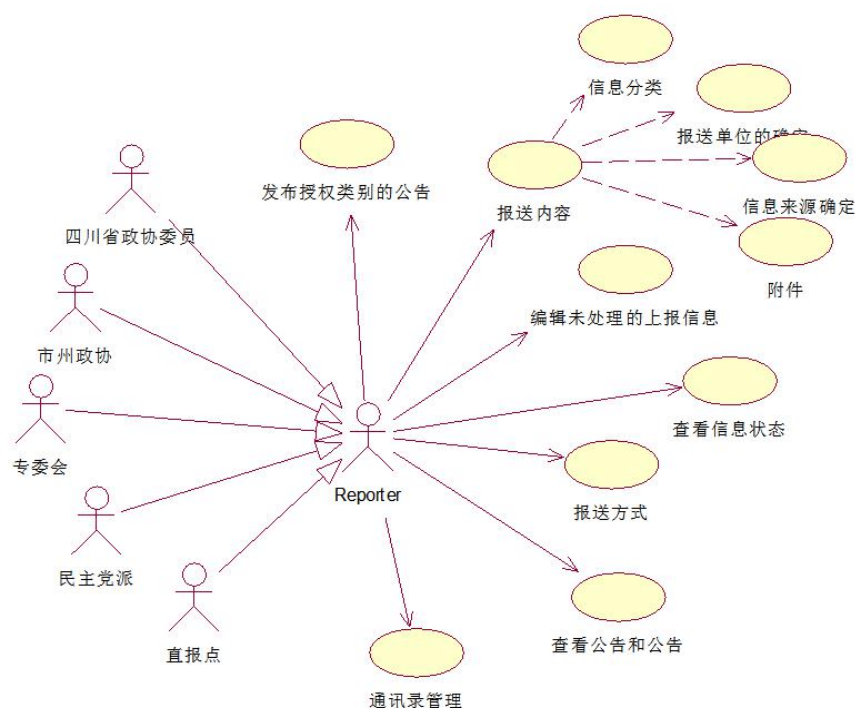 信息分类
报送单位的确定
发布授权类别的公告
报送内容
信息来源确定
四川省政协委员
附件
编辑未处理的上报信息
市州政协
查看信息状态
专委会
Reporter
报送方式
民主党派
查看公告和公告
直报点
通讯录管理